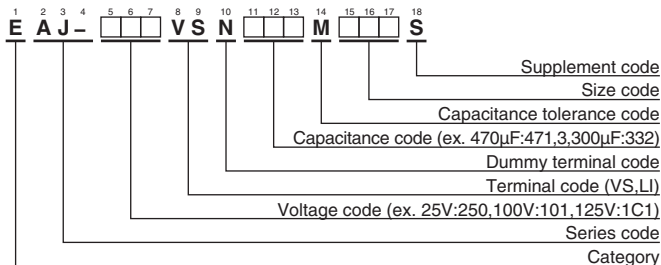 1 2 3 4 5 6 7 8 9 10 11 12 13 14 15 16 17 18
E A J – □□□ V S N □□□ M □□□ S
Supplement code
Size code
Capacitance tolerance code
Capacitance code (ex. 470μF:471,3,300μF:332)
Dummy terminal code
Terminal code (VS,LI)
Voltage code (ex. 25V:250,100V:101,125V:1C1)
Series code
Category